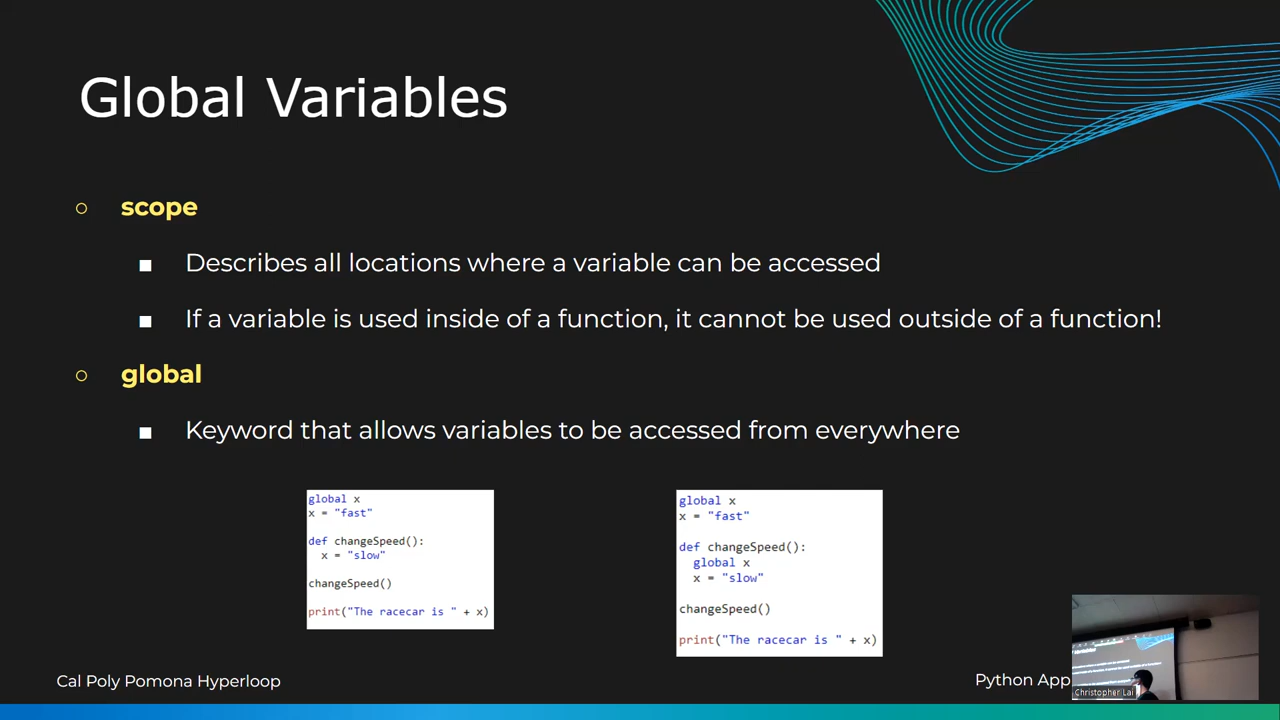 Global Variables
scope
Describes all locations where a variable can be accessed
If a variable is used inside of a function, it cannot be used outside of a function!
global
Keyword that allows variables to be accessed from everywhere
global x
x = "fast"
def changeSpeed():
x = "slow"
changeSpeed()
print("The racecar is " + x)
global x
x = "fast"
def changeSpeed():
global x
x = "slow"
changeSpeed()
print("The racecar is " + x)
Cal Poly Pomona Hyperloop
Python App
Christopher Lai